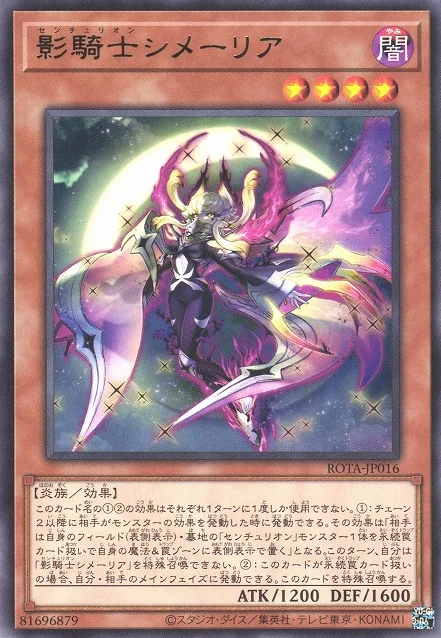 センチュリオン
影騎士シメーリア
やみ
闇
ROTA-JP016
【炎族／効果】
このカード名の①②の効果はそれぞれ1ターンに1度しか使用できない。①：チェーン
2以降に相手がモンスターの効果を発動した時に発動できる。その効果は「相手
は自身のフィールド（表側表示）・墓地の「センチュリオン」モンスター1体を永続罠
カード扱いで自身の魔法＆罠ゾーンに表側表示で置く」となる。このターン、自分は
「影騎士シメーリア」を特殊召喚できない。②：このカードが永続罠カード扱い
の場合、自分・相手のメインフェイズに発動できる。このカードを特殊召喚する。
ATK/1200 DEF/1600
81696879 ©スタジオ・ダイス／集英社・テレビ東京・KONAMI